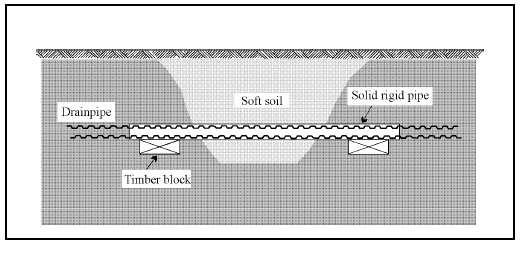 Soft soil
Solid rigid pipe
Drainpipe
Timber block